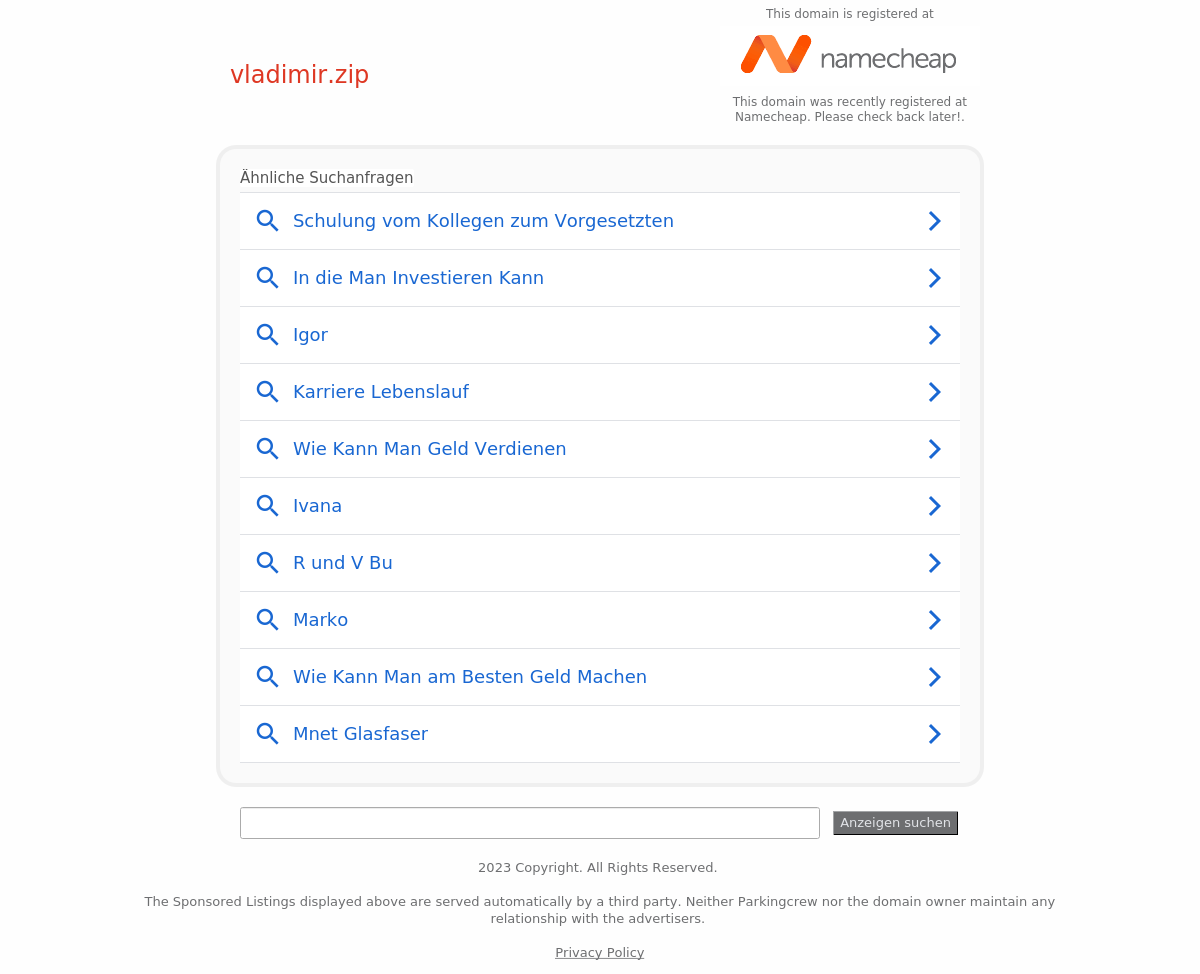 This domain is registered at
namecheap
vladimir.zip
This domain was recently registered at
Namecheap. Please check back later!.
Ähnliche Suchanfragen
Schulung vom Kollegen zum Vorgesetzten
In die Man Investieren Kann
Igor
Karriere Lebenslauf
Wie Kann Man Geld Verdienen
Ivana
R und V Bu
Marko
Wie Kann Man am Besten Geld Machen
Mnet Glasfaser
Anzeigen suchen
2023 Copyright. All Rights Reserved.
The Sponsored Listings displayed above are served automatically by a third party. Neither Parkingcrew nor the domain owner maintain any
relationship with the advertisers.
Privacy Policy